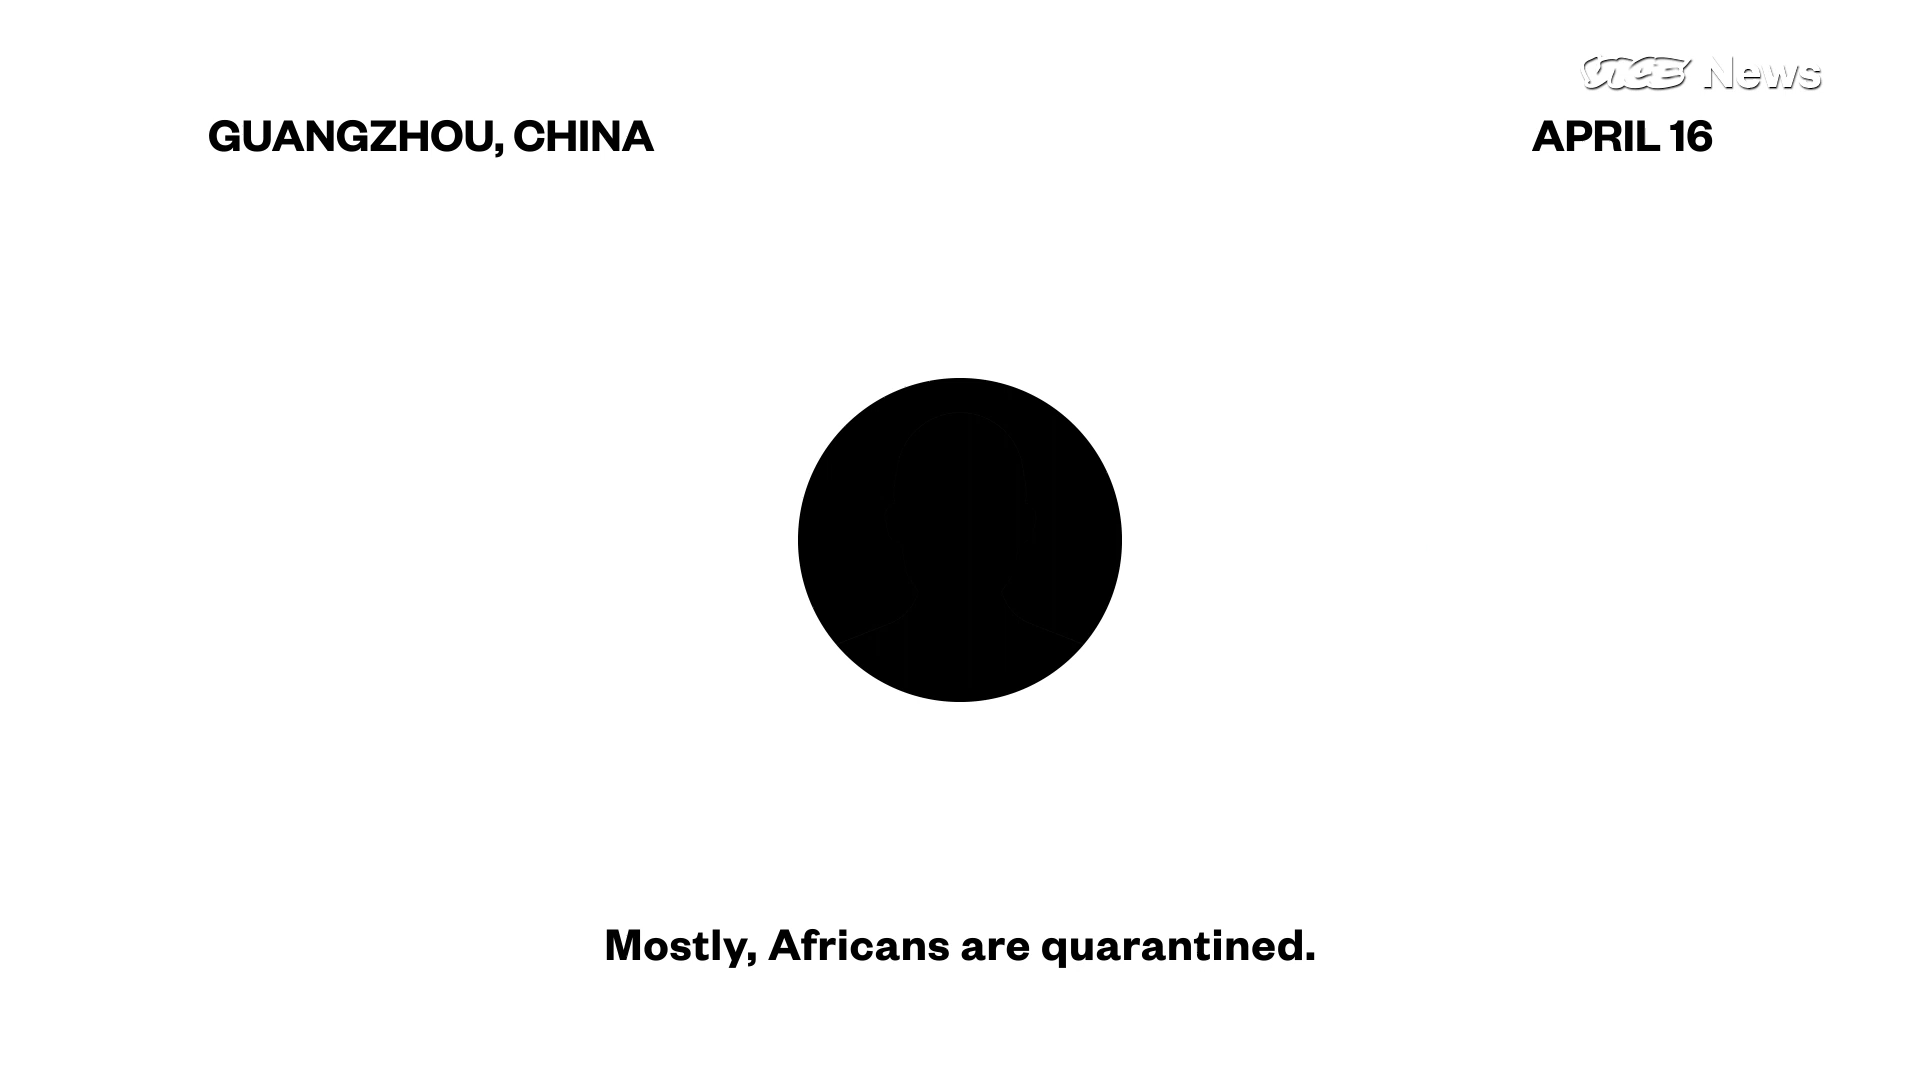 VICE News
GUANGZHOU, CHINA
APRIL 16
Mostly, Africans are quarantined.